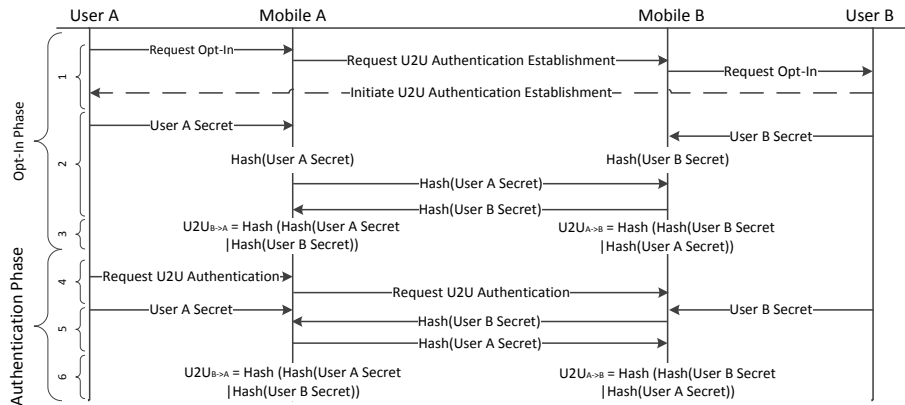 User A
Mobile A
Mobile B
User B
Opt-In Phase
1
Request Opt-In
Request U2U Authentication Establishment
Request Opt-In
Initiate U2U Authentication Establishment
2
User A Secret
User B Secret
Hash(User A Secret)
Hash(User B Secret)
Hash(User A Secret)
Hash(User B Secret)
3
U2UB->A = Hash (Hash(User A Secret
|Hash(User B Secret))
U2UA->B = Hash (Hash(User B Secret
|Hash(User A Secret))
Authentication Phase
4
Request U2U Authentication
Request U2U Authentication
5
User A Secret
User B Secret
Hash(User B Secret)
Hash(User A Secret)
6
U2UB->A = Hash (Hash(User A Secret
|Hash(User B Secret))
U2UA->B = Hash (Hash(User B Secret
|Hash(User A Secret))